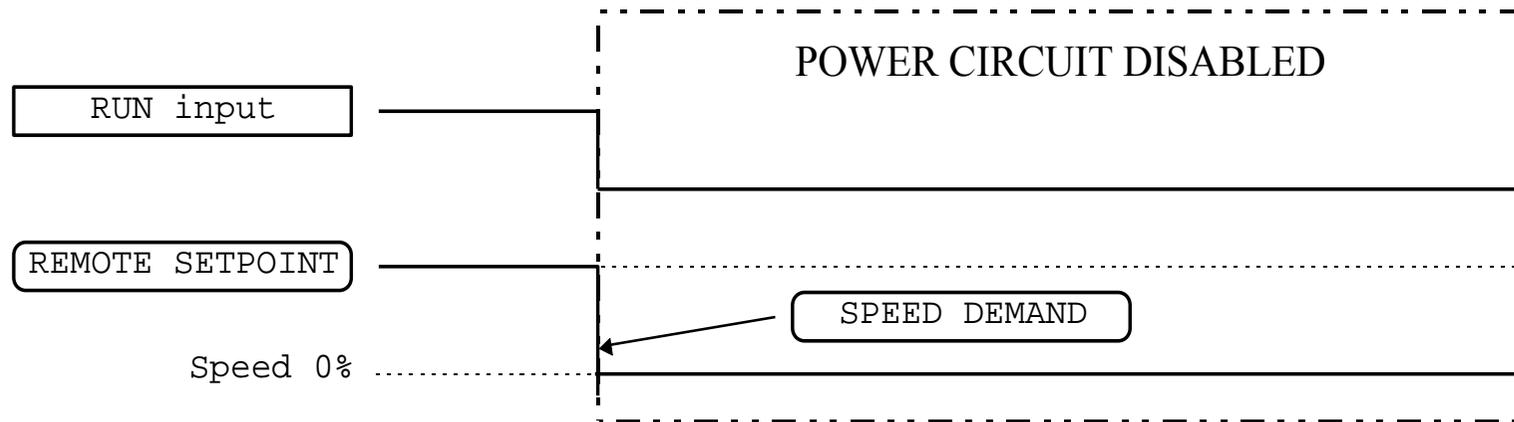 POWER CIRCUIT DISABLED
RUN input
REMOTE SETPOINT
SPEED DEMAND
Speed 0%